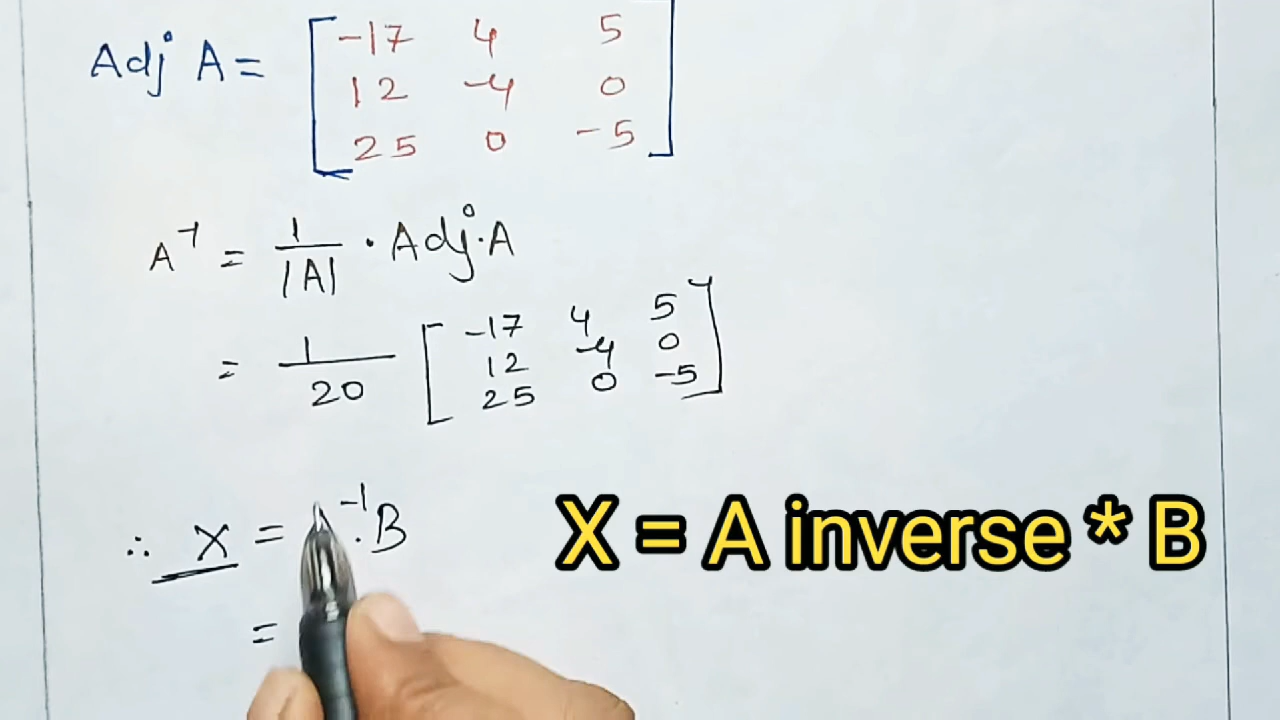 Adj A = [ -17 4 5
12 -4 0
25 0 -5 ]
A⁻¹ = 1/|A| · Adj·A
= 1/20 [ -17 4 5
12 -4 0
25 0 -5 ]
∴ X = ⁻¹·B
X = A inverse * B
=